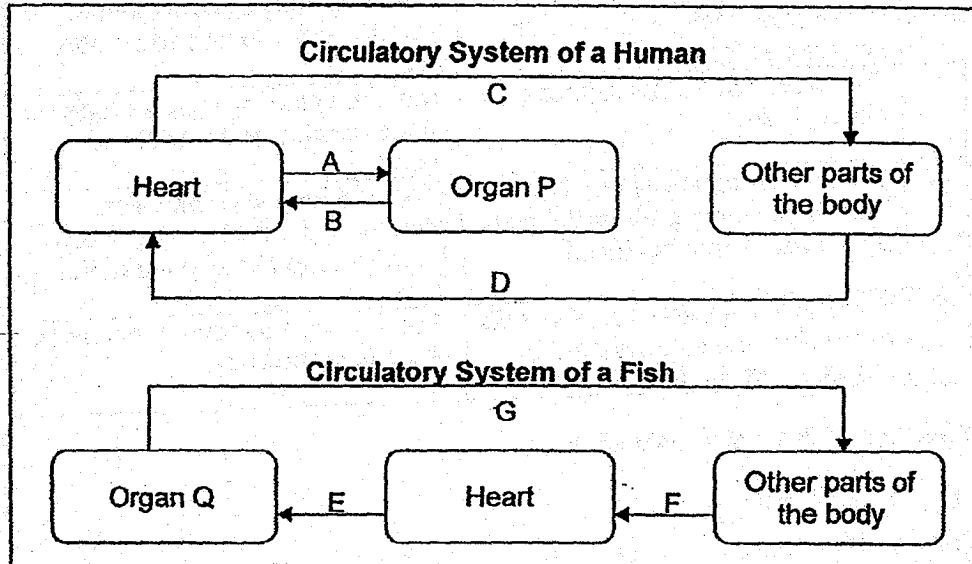 Circulatory System of a Human
C
Heart
A
B
Organ P
Other parts of
the body
D
Circulatory System of a Fish
G
Organ Q
E
Heart
F
Other parts of
the body